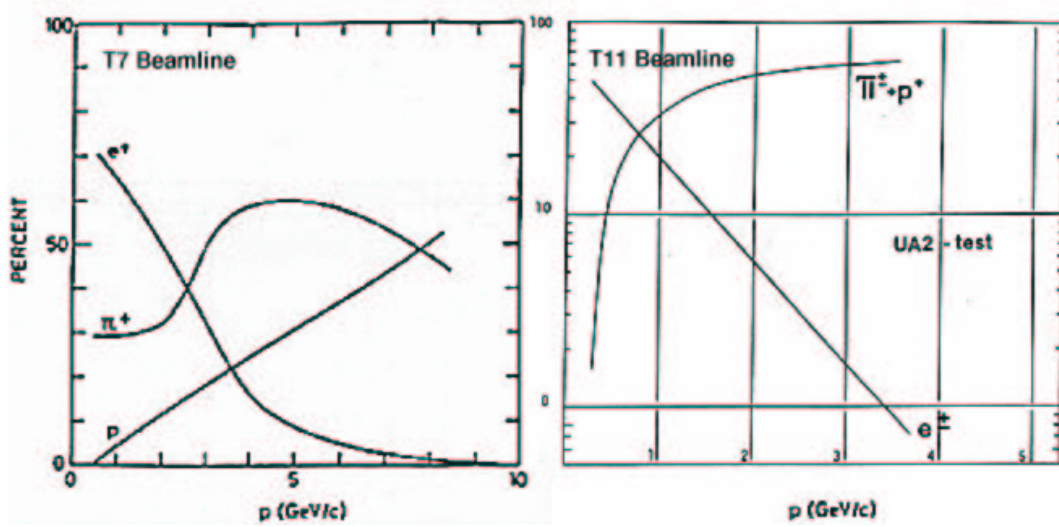 T7 Beamline
100
50
0
PERCENT
e+
π+
p
0
5
10
p (GeV/c)
T11 Beamline
100
10
0
π±+p+
UA2 - test
e±
1
2
3
4
5
p (GeV/c)